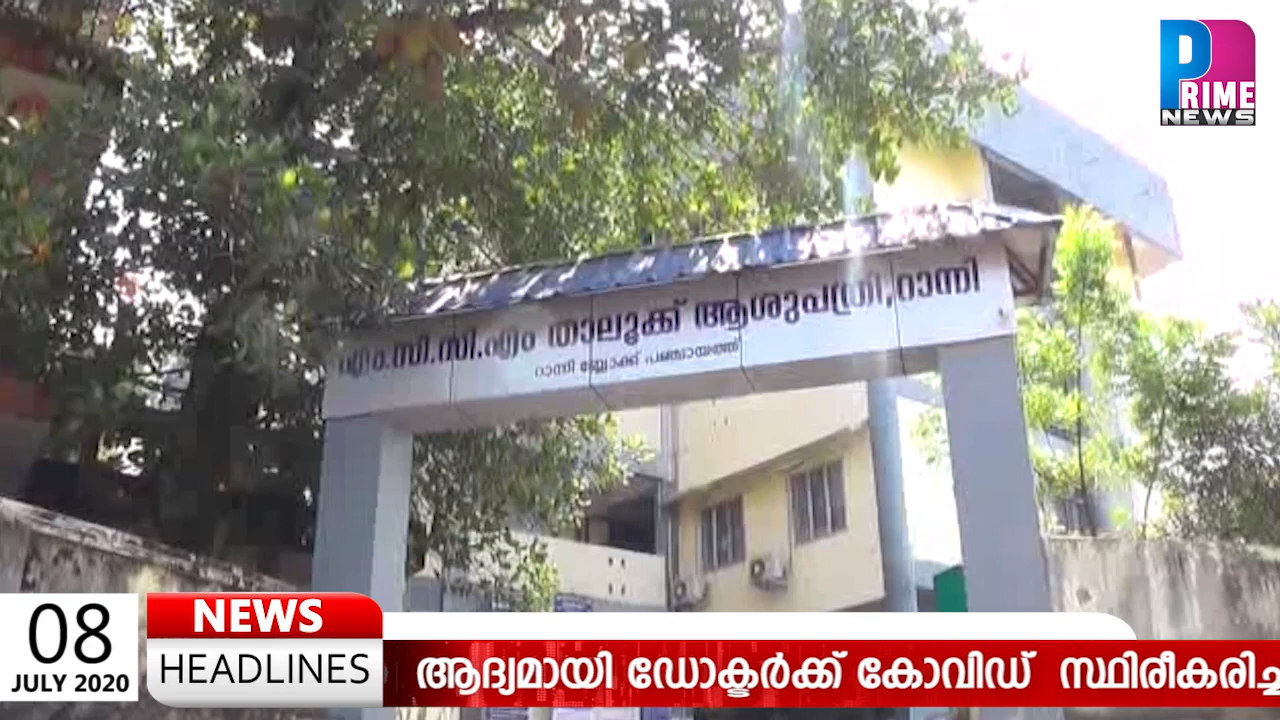 PRIME
NEWS
എം.സി.സി.എം താലൂക്ക് ആശുപത്രി,റാന്നി
റാന്നി ബ്ലോക്ക് പഞ്ചായത്ത്
08
JULY 2020
NEWS
HEADLINES
ആദ്യമായി ഡോക്ടർക്ക് കോവിഡ് സ്ഥിരീകരിച്ച